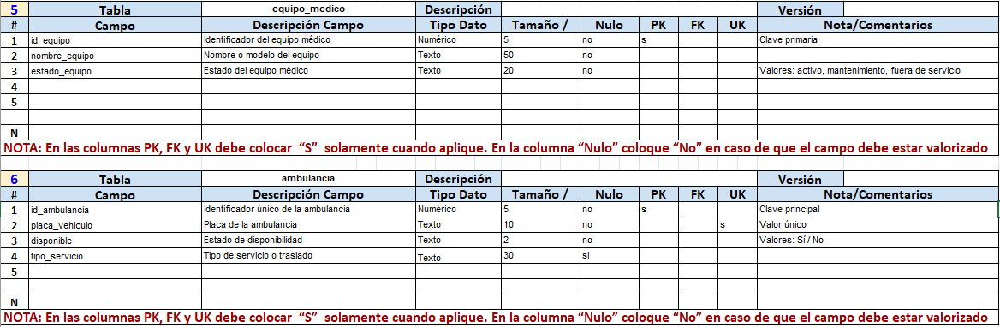 5 Tabla equipo_medico Descripción Versión
# Campo Descripción Campo Tipo Dato Tamaño / Nulo PK FK UK Nota/Comentarios
1 id_equipo Identificador del equipo médico Numérico 5 no s Clave primaria
2 nombre_equipo Nombre o modelo del equipo Texto 50 no
3 estado_equipo Estado del equipo médico Texto 20 no Valores: activo, mantenimiento, fuera de servicio
4
5
N
NOTA: En las columnas PK, FK y UK debe colocar “S” solamente cuando aplique. En la columna “Nulo” coloque “No” en caso de que el campo debe estar valorizado
6 Tabla ambulancia Descripción Versión
# Campo Descripción Campo Tipo Dato Tamaño / Nulo PK FK UK Nota/Comentarios
1 id_ambulancia Identificador único de la ambulancia Numérico 5 no s Clave principal
2 placa_vehiculo Placa de la ambulancia Texto 10 no s Valor único
3 disponible Estado de disponibilidad Texto 2 no Valores: Sí / No
4 tipo_servicio Tipo de servicio o traslado Texto 30 si
5
N
NOTA: En las columnas PK, FK y UK debe colocar “S” solamente cuando aplique. En la columna “Nulo” coloque “No” en caso de que el campo debe estar valorizado